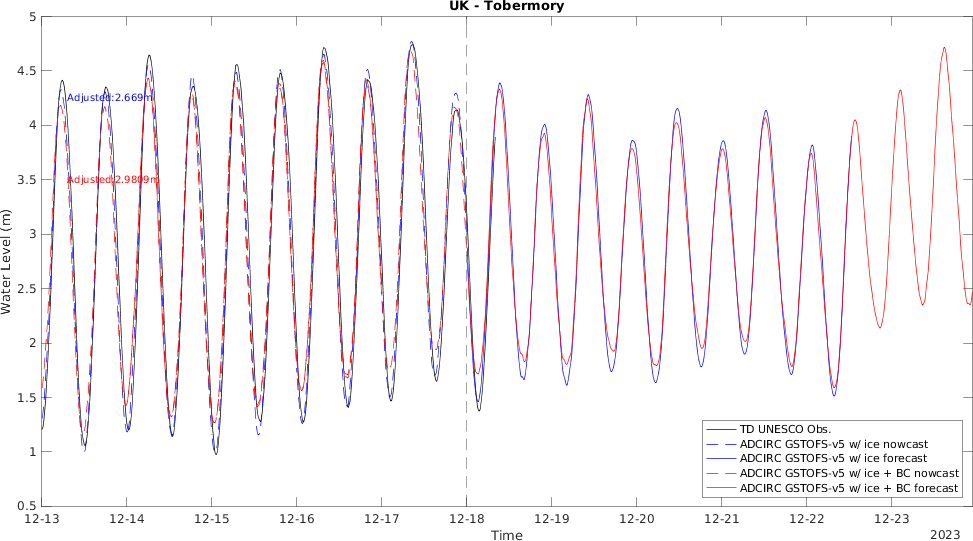 UK - Tobermory
5
4.5
4
3.5
3
2.5
2
1.5
1
0.5
Water Level (m)
Adjusted:2.669m
Adjusted:2.9809m
TD UNESCO Obs.
ADCIRC GSTOFS-v5 w/ ice nowcast
ADCIRC GSTOFS-v5 w/ ice forecast
ADCIRC GSTOFS-v5 w/ ice + BC nowcast
ADCIRC GSTOFS-v5 w/ ice + BC forecast
12-13 12-14 12-15 12-16 12-17 12-18 12-19 12-20 12-21 12-22 12-23
Time
2023